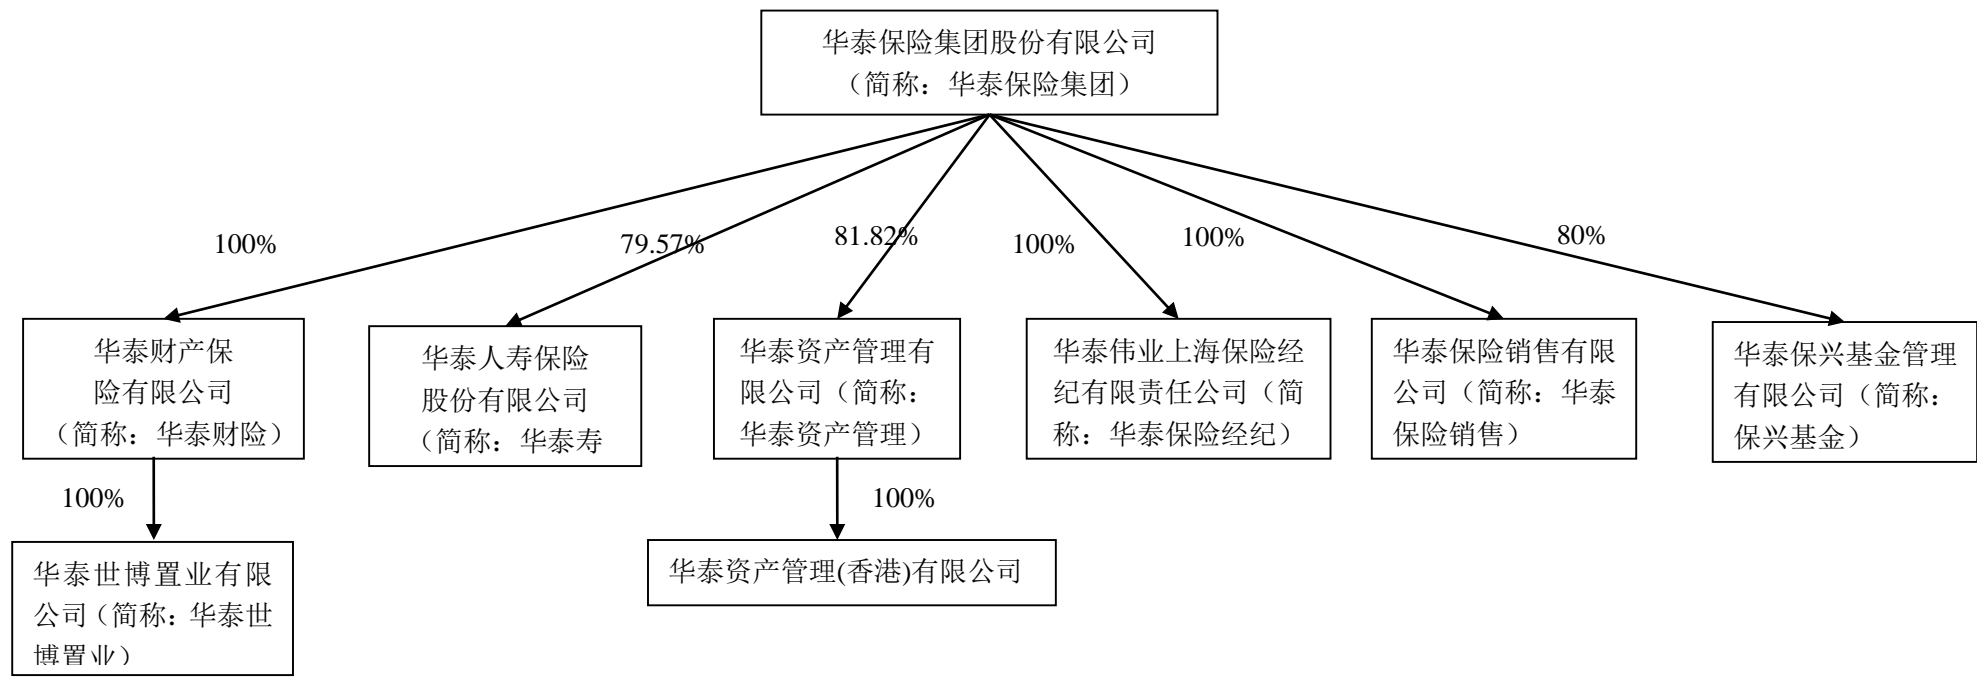 华泰保险集团股份有限公司
（简称：华泰保险集团）
100%
79.57%
81.82%
100%
100%
80%
华泰财产保
险有限公司
（简称：华泰财险）
华泰人寿保险
股份有限公司
（简称：华泰寿
华泰资产管理有
限公司（简称：
华泰资产管理）
华泰伟业上海保险经
纪有限责任公司（简
称：华泰保险经纪）
华泰保险销售有限
公司（简称：华泰
保险销售）
华泰保兴基金管理
有限公司（简称：
保兴基金）
100%
100%
华泰世博置业有限
公司（简称：华泰世
博置业）
华泰资产管理(香港)有限公司